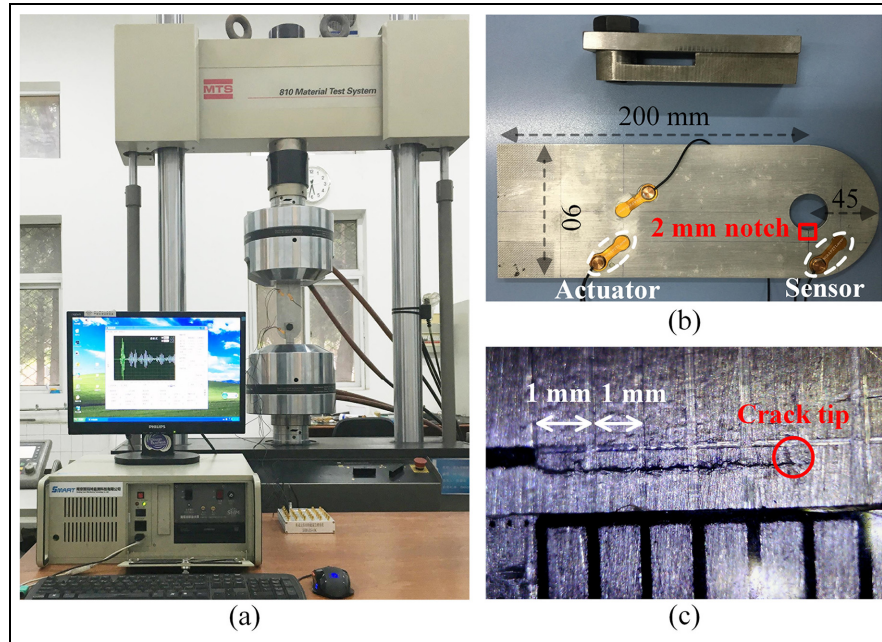 MTS
810 Material Test System
PHILIPS
SMART
(a)
200 mm
90
45
2 mm notch
Actuator
Sensor
(b)
1 mm
1 mm
Crack tip
(c)